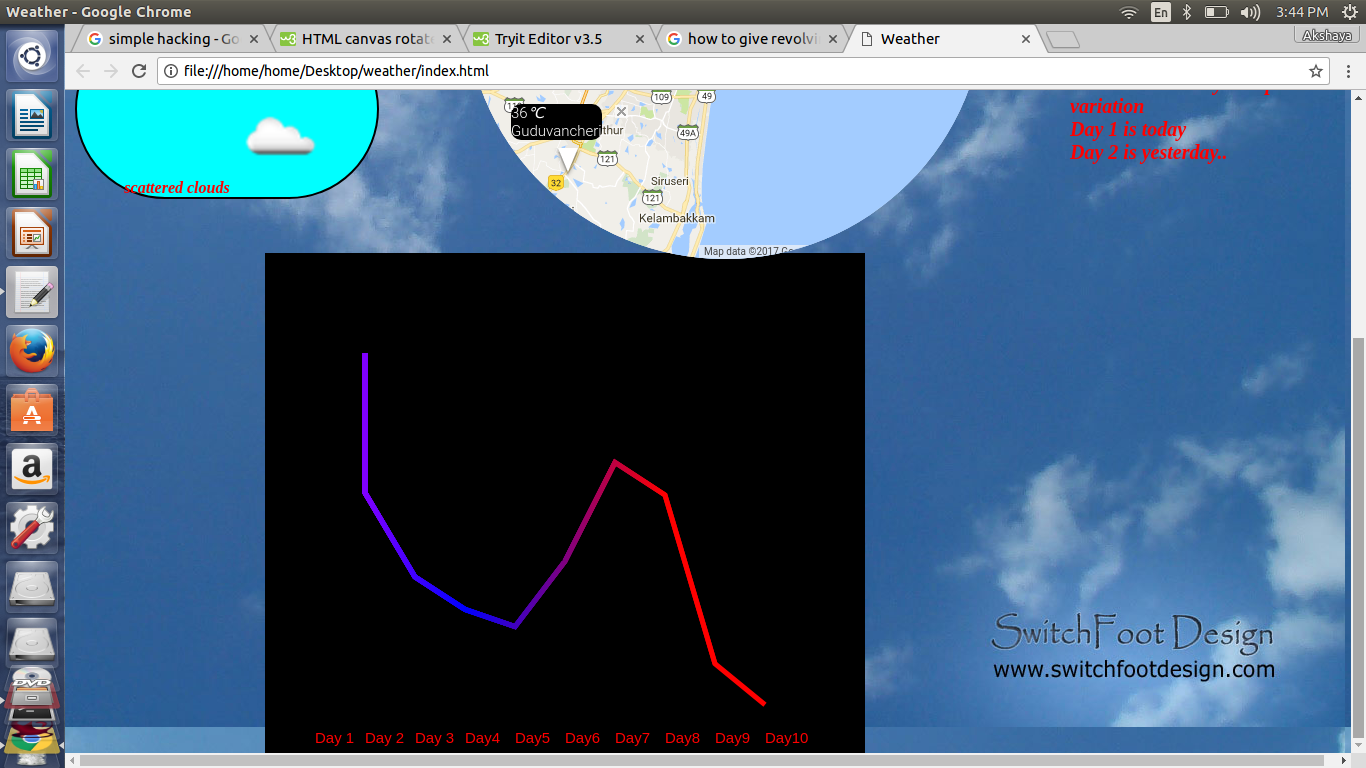 Weather - Google Chrome
En
3:44 PM
simple hacking - Go
HTML canvas rotat
Tryit Editor v3.5
how to give revolvi
Weather
Akshaya
file:///home/home/Desktop/weather/index.html
109
49
variation
36 °C
Guduvancherithur
49A
Day 1 is today
121
Day 2 is yesterday..
32
Siruseri
scattered clouds
121
Kelambakkam
Map data ©2017
SwitchFoot Design
www.switchfootdesign.com
Day 1 Day 2 Day 3 Day4 Day5 Day6 Day7 Day8 Day9 Day10